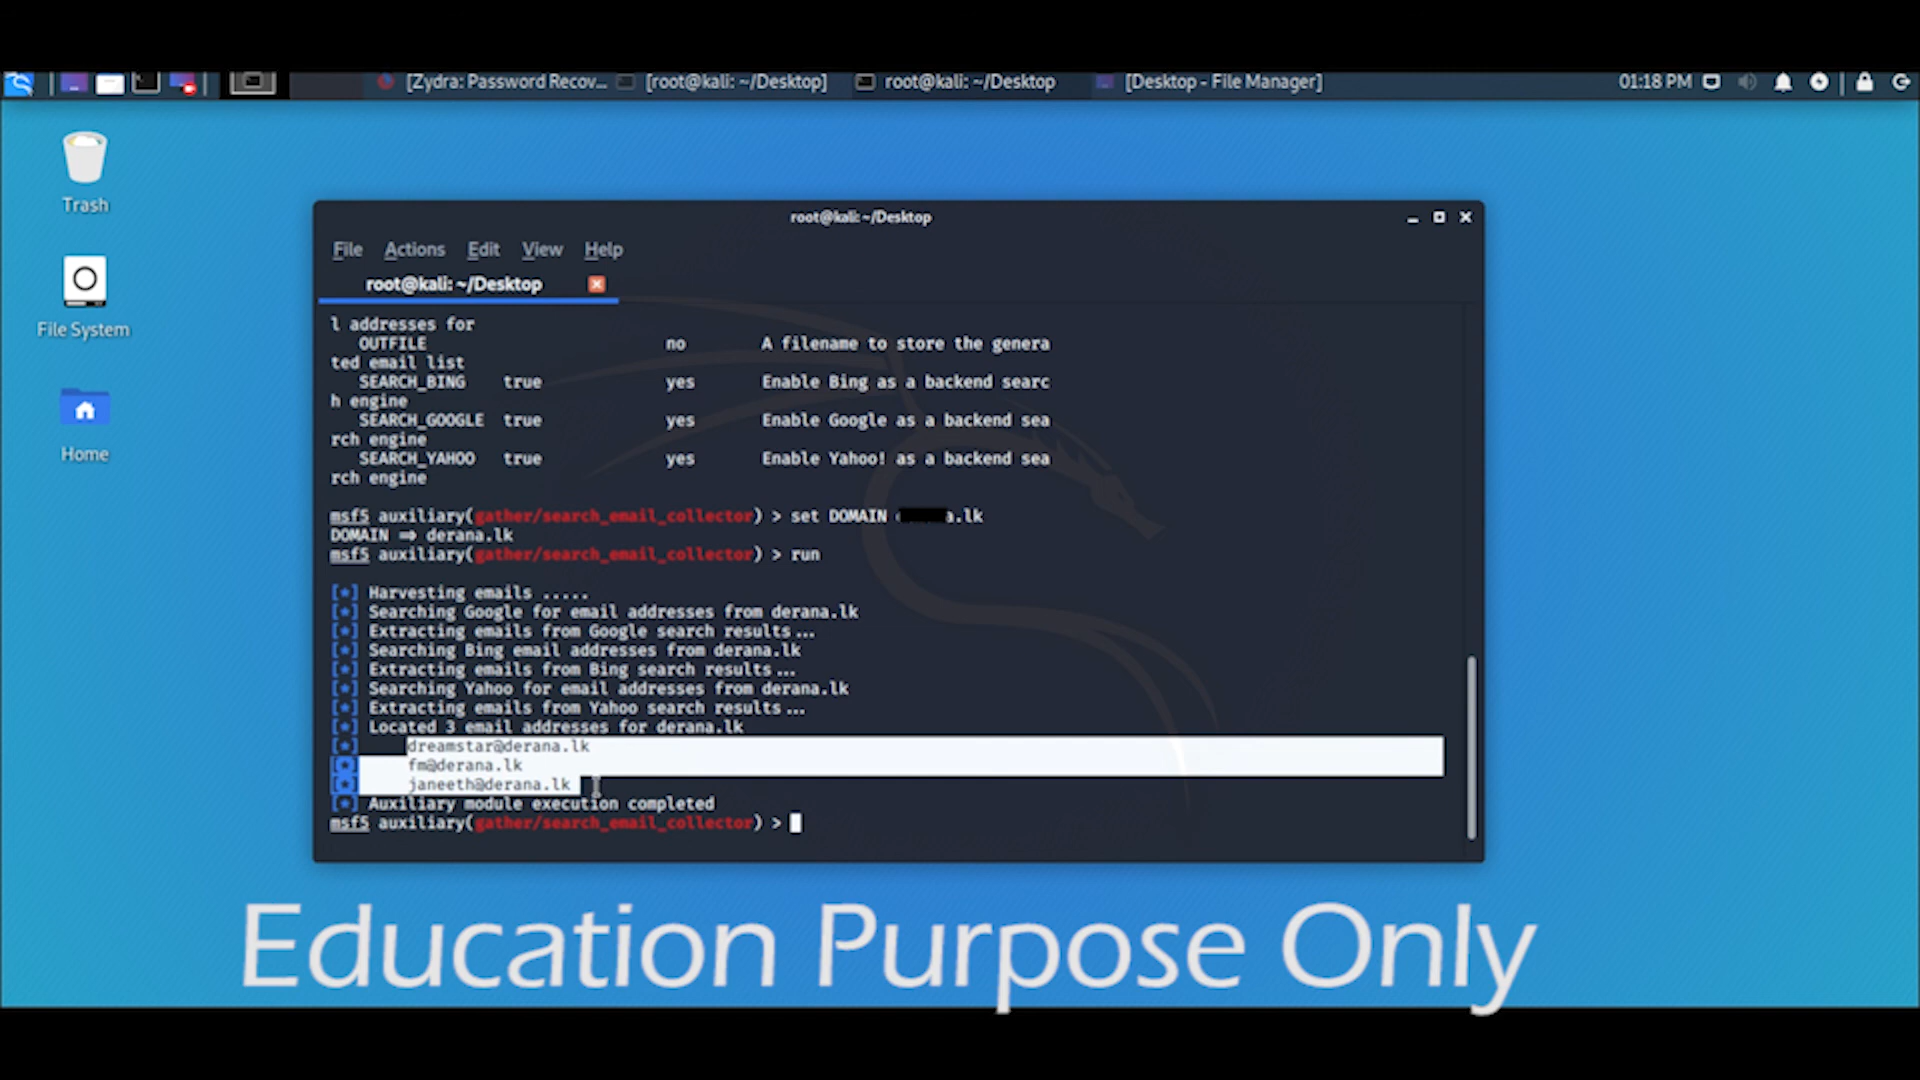 [Zydra: Password Recov... [root@kali: ~/Desktop] root@kali: ~/Desktop [Desktop - File Manager] 01:18 PM
Trash
File System
Home
root@kali: ~/Desktop
File Actions Edit View Help
root@kali: ~/Desktop
l addresses for
OUTFILE no A filename to store the genera
ted email list
SEARCH_BING true yes Enable Bing as a backend searc
h engine
SEARCH_GOOGLE true yes Enable Google as a backend sea
rch engine
SEARCH_YAHOO true yes Enable Yahoo! as a backend sea
rch engine
msf5 auxiliary(gather/search_email_collector) > set DOMAIN a.lk
DOMAIN => derana.lk
msf5 auxiliary(gather/search_email_collector) > run
[*] Harvesting emails .....
[*] Searching Google for email addresses from derana.lk
[*] Extracting emails from Google search results...
[*] Searching Bing email addresses from derana.lk
[*] Extracting emails from Bing search results...
[*] Searching Yahoo for email addresses from derana.lk
[*] Extracting emails from Yahoo search results...
[*] Located 3 email addresses for derana.lk
[*] dreamstar@derana.lk
[*] fm@derana.lk
[*] janeeth@derana.lk
[*] Auxiliary module execution completed
msf5 auxiliary(gather/search_email_collector) >
Education Purpose Only